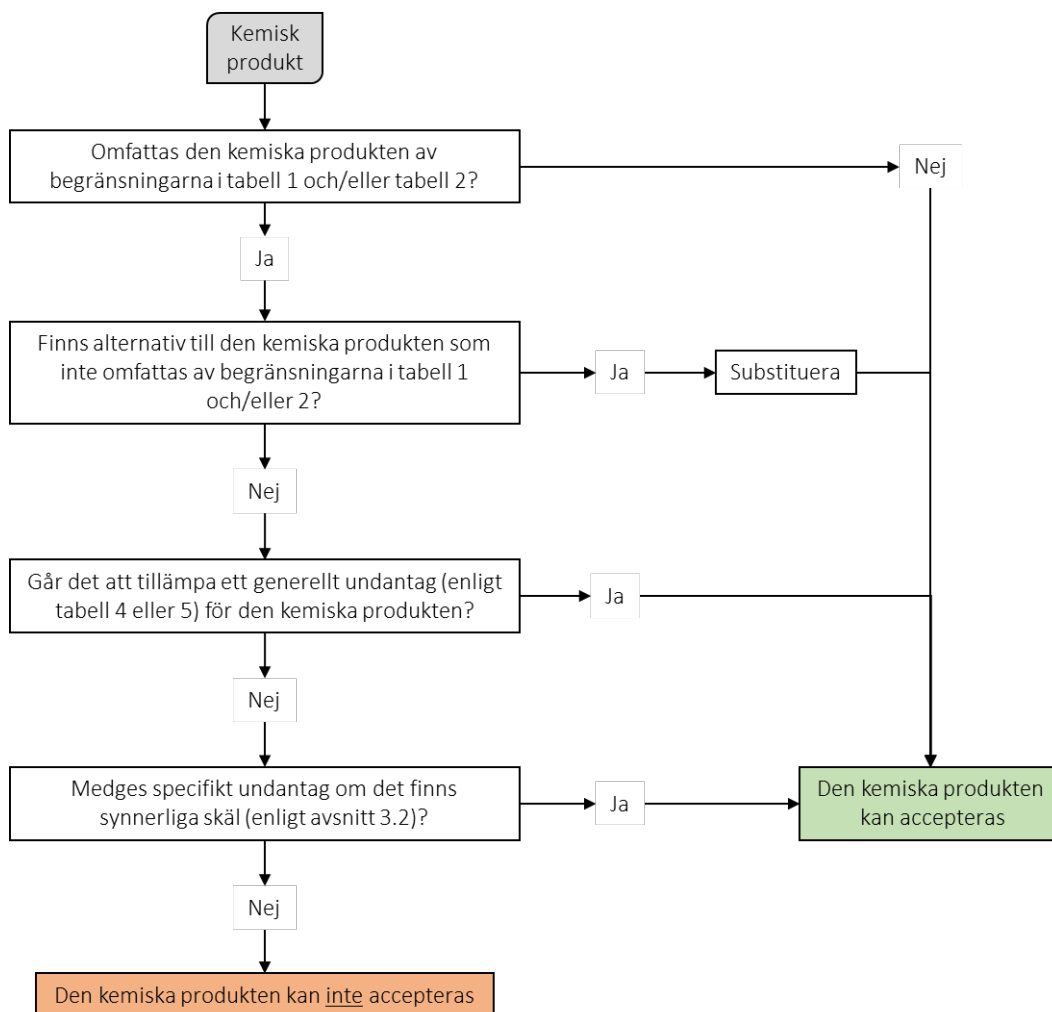 Kemisk
produkt
Omfattas den kemiska produkten av
begränsningarna i tabell 1 och/eller tabell 2?
Nej
Ja
Finns alternativ till den kemiska produkten som
inte omfattas av begränsningarna i tabell 1
och/eller 2?
Ja
Substituera
Nej
Går det att tillämpa ett generellt undantag (enligt
tabell 4 eller 5) för den kemiska produkten?
Ja
Nej
Medges specifikt undantag om det finns
synnerliga skäl (enligt avsnitt 3.2)?
Ja
Den kemiska produkten
kan accepteras
Nej
Den kemiska produkten kan inte accepteras